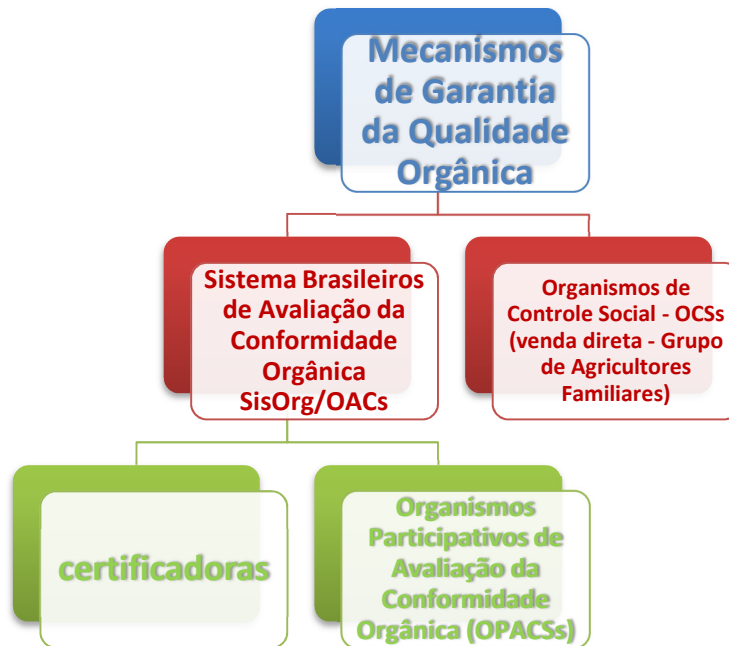 Mecanismos
de Garantia
da Qualidade
Orgânica
Sistema Brasileiros
de Avaliação da
Conformidade
Orgânica
SisOrg/OACs
Organismos de
Controle Social - OCSs
(venda direta - Grupo
de Agricultores
Familiares)
certificadoras
Organismos
Participativos de
Avaliação da
Conformidade
Orgânica (OPACSs)